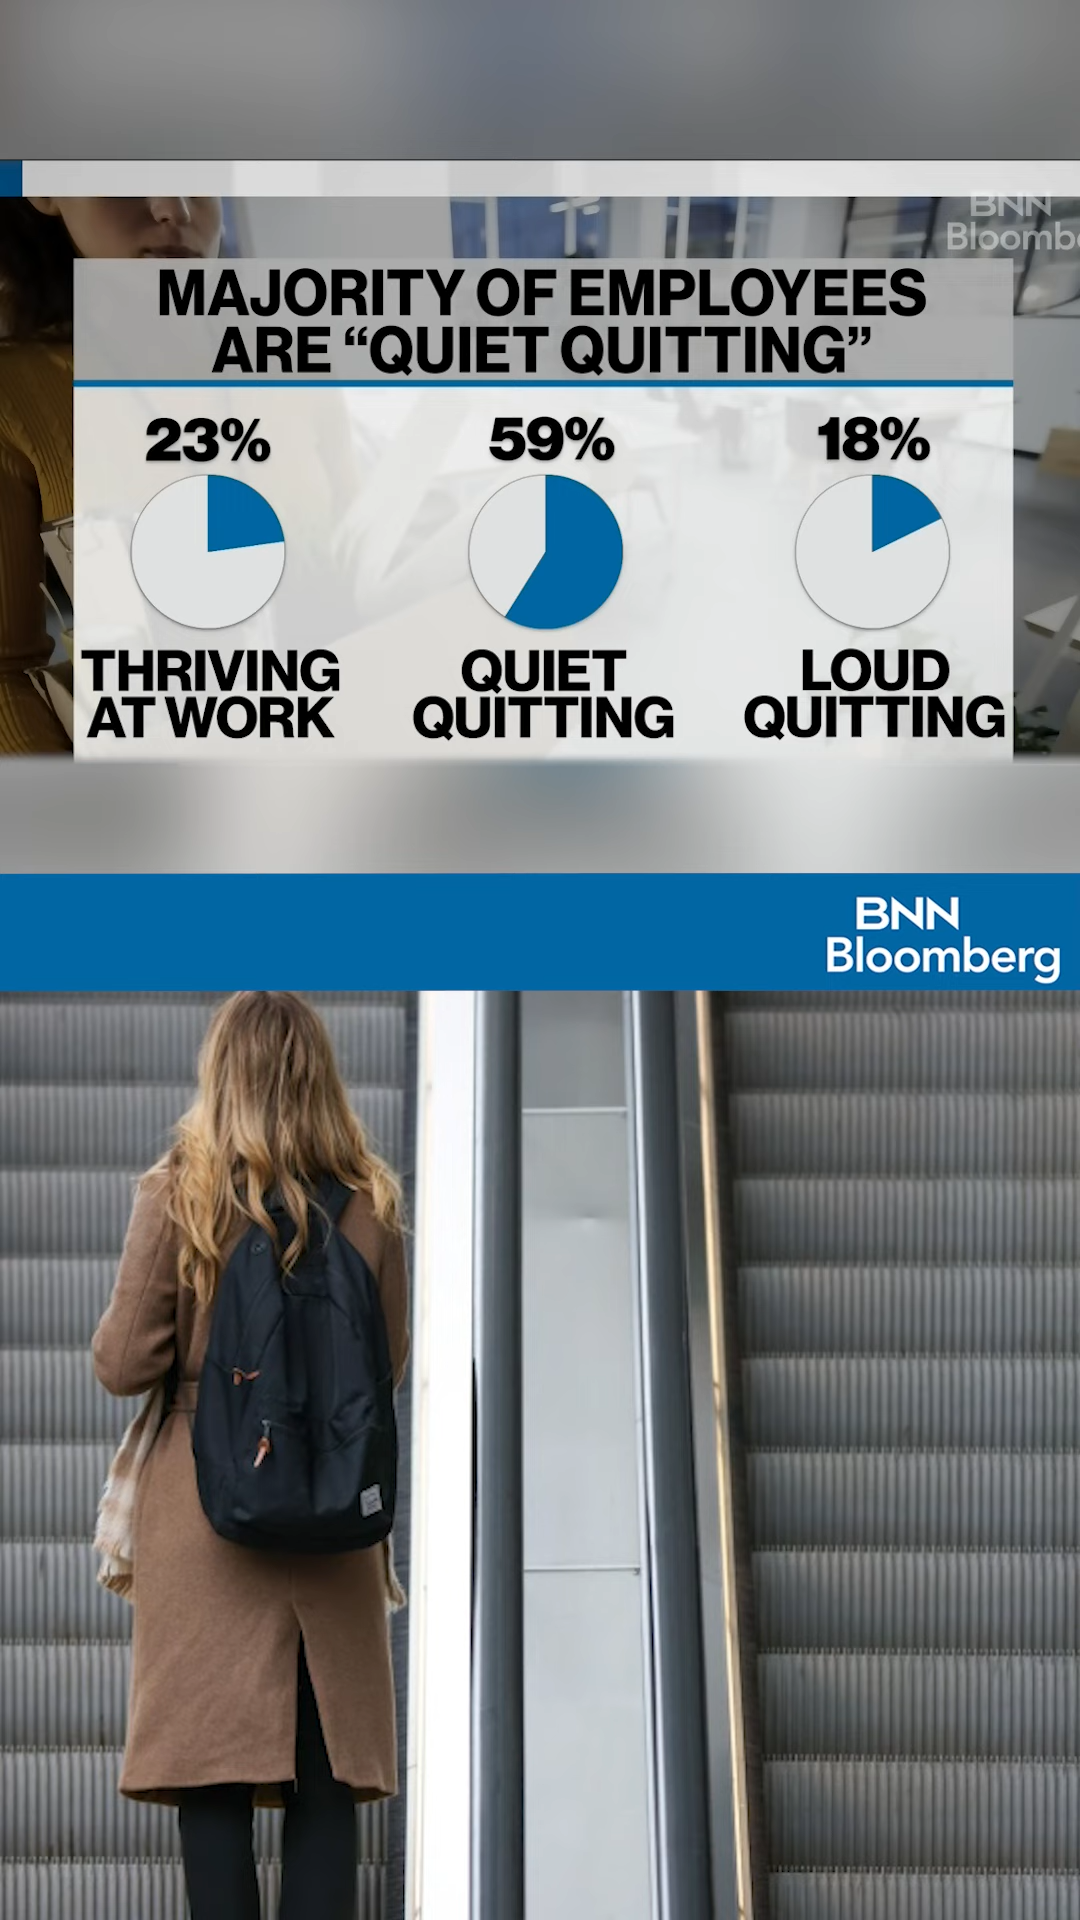 BNN
Bloombe
MAJORITY OF EMPLOYEES
ARE “QUIET QUITTING”
23%
59%
18%
THRIVING
AT WORK
QUIET
QUITTING
LOUD
QUITTING
BNN
Bloomberg